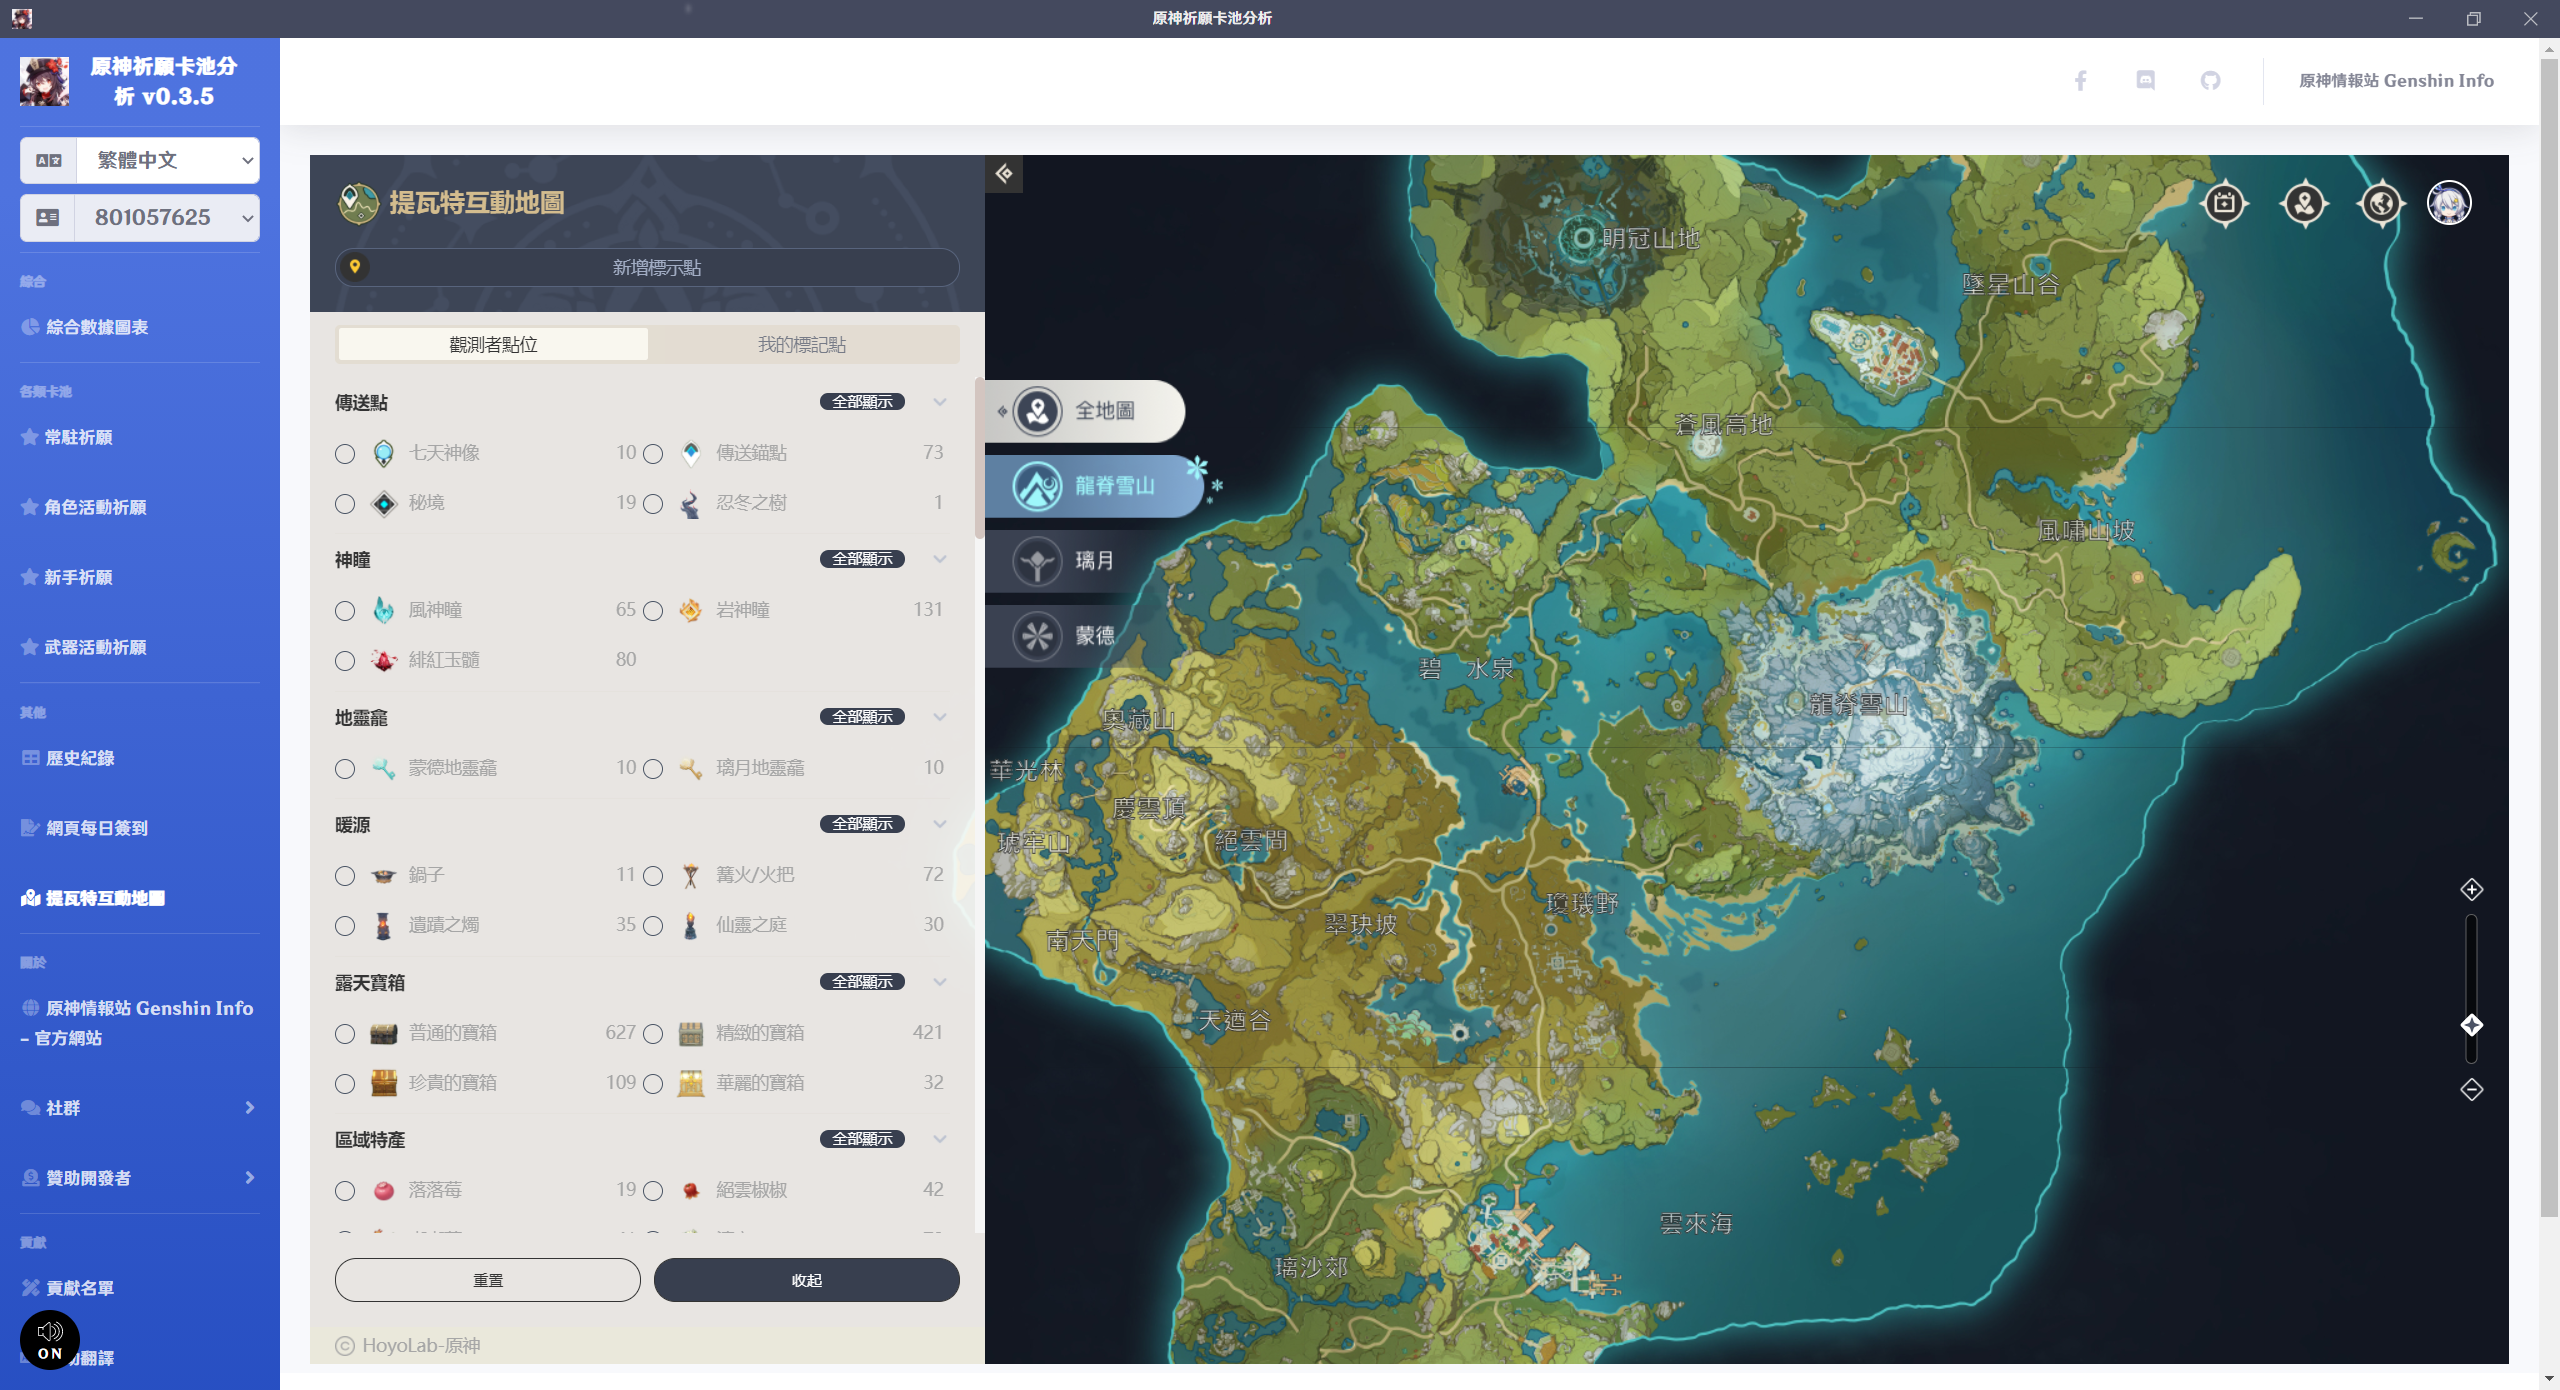 原神祈願卡池分析
原神祈願卡池分
析 v0.3.5
繁體中文
801057625
綜合
綜合數據圖表
各類卡池
常駐祈願
角色活動祈願
新手祈願
武器活動祈願
其他
歷史紀錄
網頁每日簽到
提瓦特互動地圖
關於
原神情報站 Genshin Info
- 官方網站
社群
贊助開發者
貢獻
貢獻名單
翻譯
ON
原神情報站 Genshin Info
提瓦特互動地圖
新增標示點
觀測者點位
我的標記點
傳送點 全部顯示
七天神像 10 傳送錨點 73
秘境 19 忍冬之樹 1
神瞳 全部顯示
風神瞳 65 岩神瞳 131
緋紅玉髓 80
地靈龕 全部顯示
蒙德地靈龕 10 璃月地靈龕 10
暖源 全部顯示
鍋子 11 篝火/火把 72
遺蹟之燭 35 仙靈之庭 30
露天寶箱 全部顯示
普通的寶箱 627 精緻的寶箱 421
珍貴的寶箱 109 華麗的寶箱 32
區域特產 全部顯示
落落莓 19 絕雲椒椒 42
重置
收起
© HoyoLab-原神
全地圖
龍脊雪山
璃月
蒙德
明冠山地
墜星山谷
蒼風高地
風嘯山坡
碧 水泉
龍脊雪山
奧藏山
華光林
慶雲頂
琥牢山
絕雲間
瓊璣野
翠玦坡
南天門
天遒谷
雲來海
璃沙郊